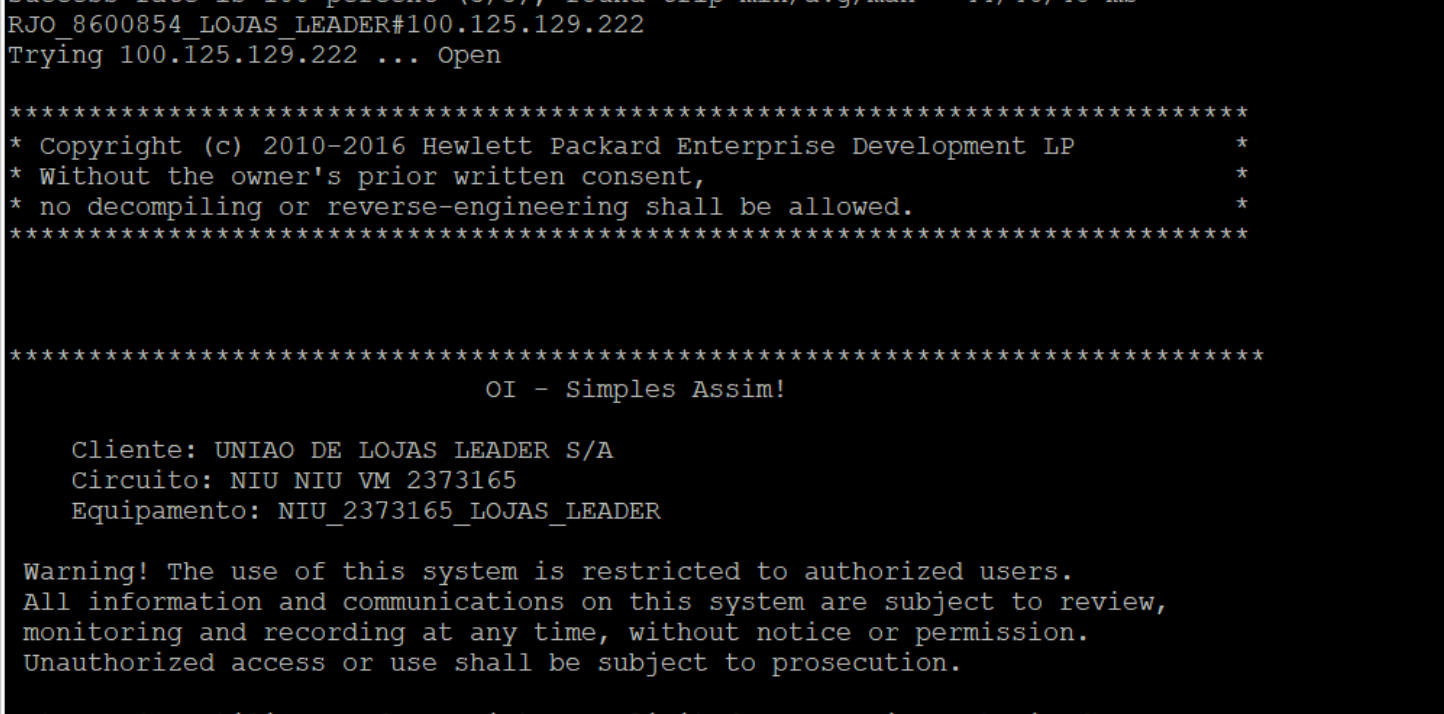 RJO_8600854_LOJAS_LEADER#100.125.129.222
Trying 100.125.129.222 ... Open
******************************************************************************
* Copyright (c) 2010-2016 Hewlett Packard Enterprise Development LP          *
* Without the owner's prior written consent,                                 *
* no decompiling or reverse-engineering shall be allowed.                    *
******************************************************************************
*******************************************************************************
OI - Simples Assim!
Cliente: UNIAO DE LOJAS LEADER S/A
Circuito: NIU NIU VM 2373165
Equipamento: NIU_2373165_LOJAS_LEADER
Warning! The use of this system is restricted to authorized users.
All information and communications on this system are subject to review,
monitoring and recording at any time, without notice or permission.
Unauthorized access or use shall be subject to prosecution.